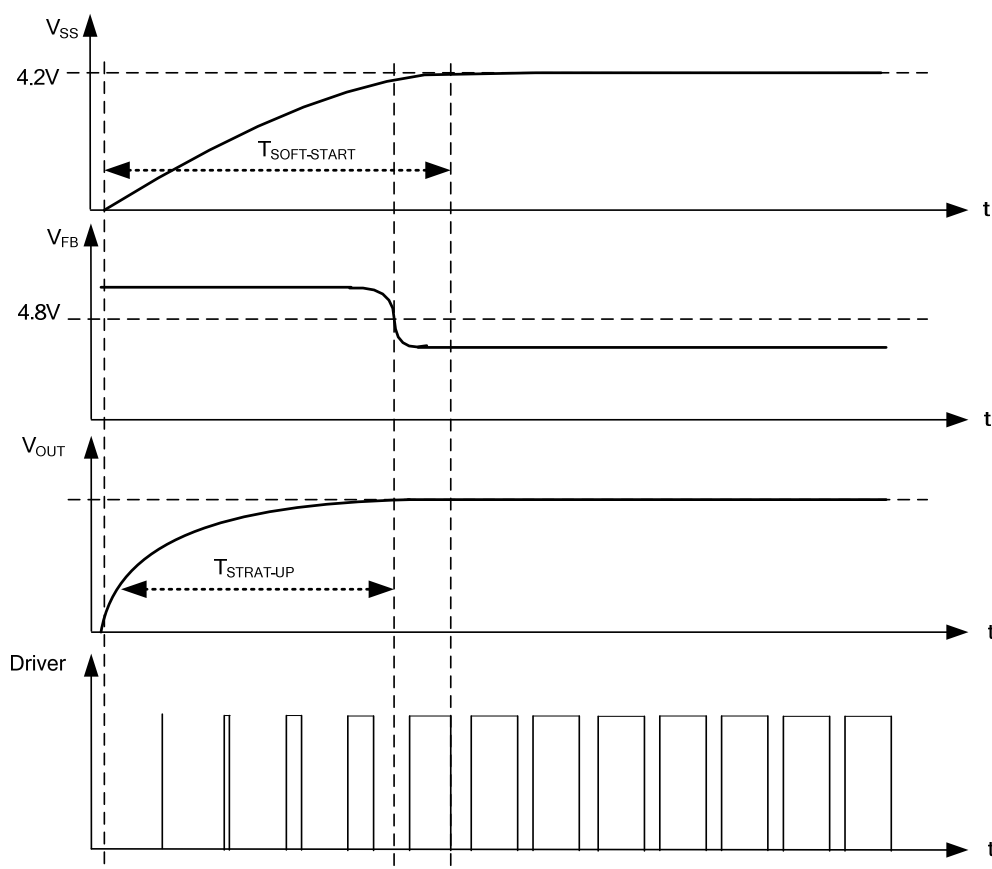 VSS
4.2V
TSOFT-START
t
VFB
4.8V
t
VOUT
TSTRAT-UP
t
Driver
t